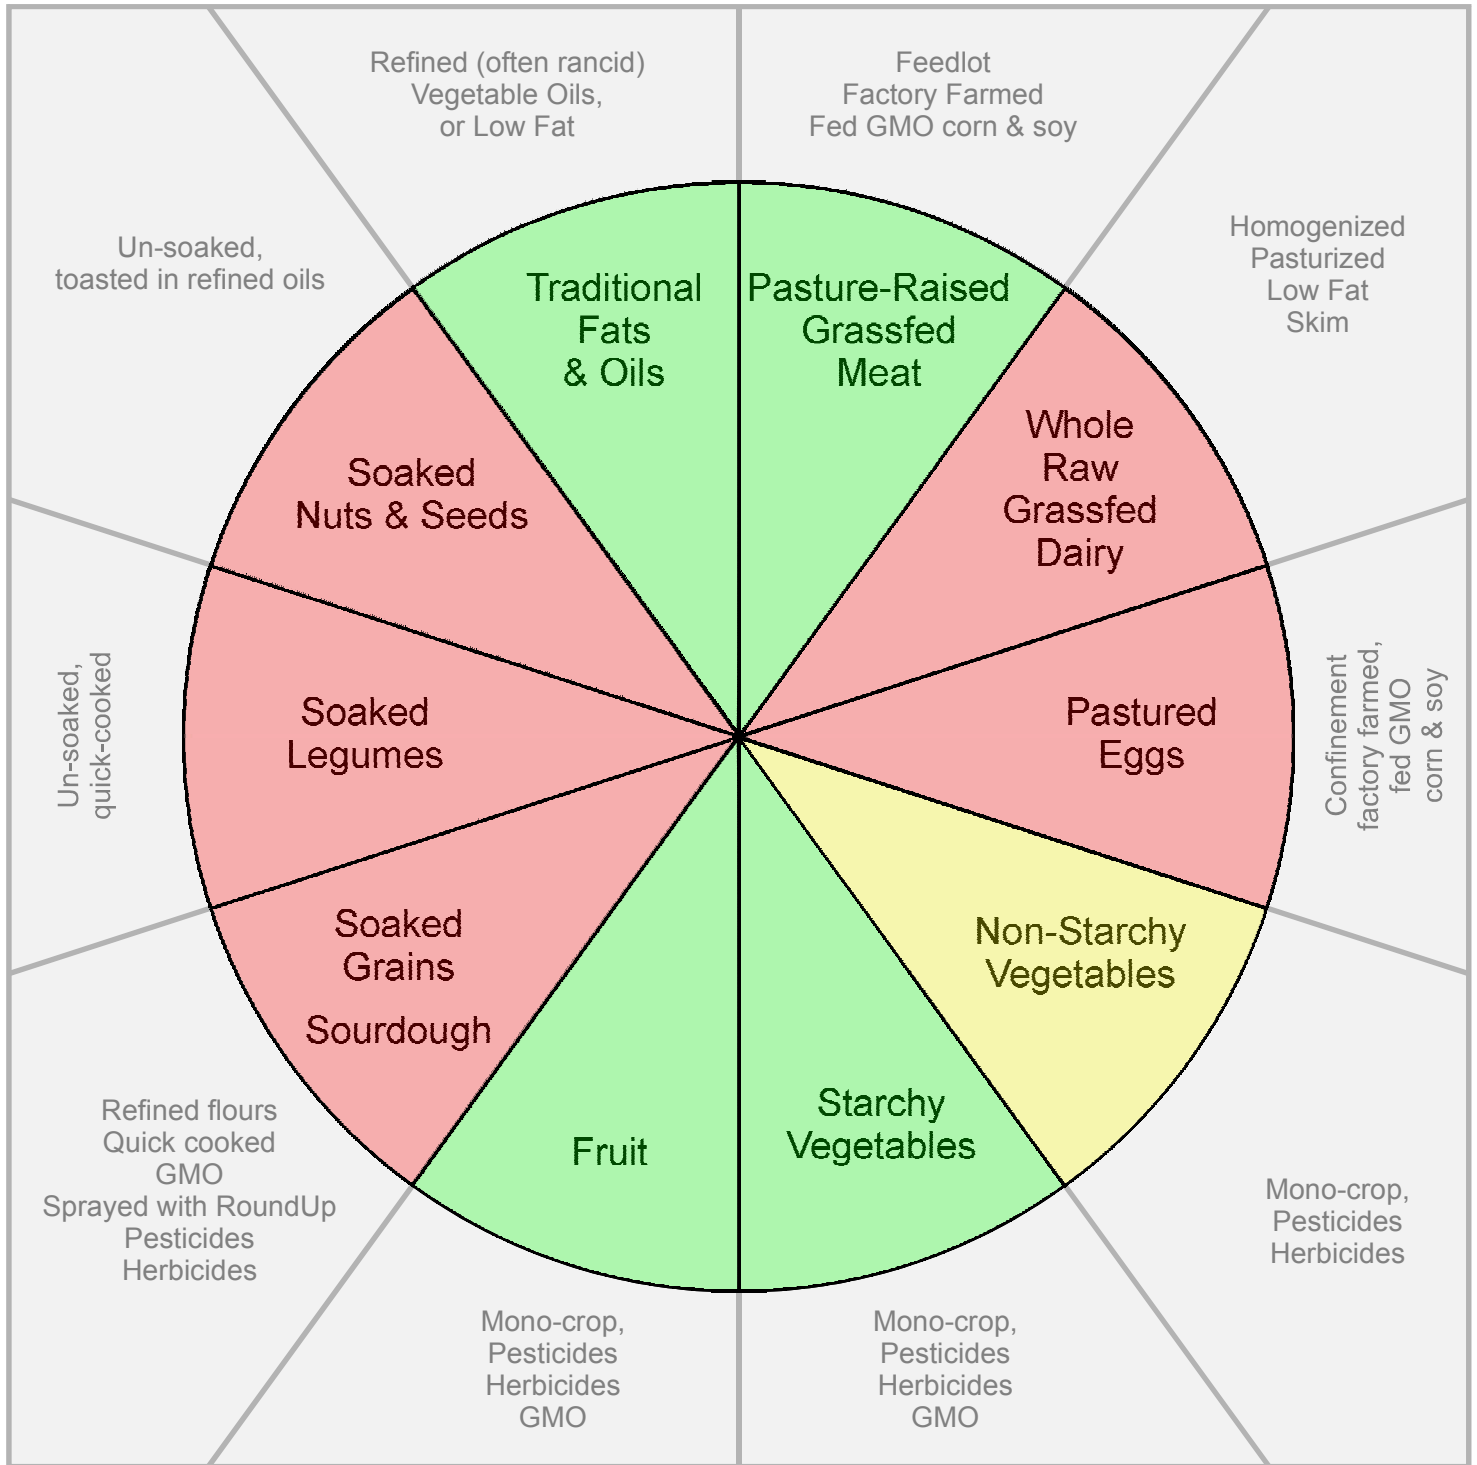 Refined (often rancid)
Vegetable Oils,
or Low Fat
Feedlot
Factory Farmed
Fed GMO corn & soy
Un-soaked,
toasted in refined oils
Homogenized
Pasturized
Low Fat
Skim
Traditional
Fats
& Oils
Pasture-Raised
Grassfed
Meat
Soaked
Nuts & Seeds
Whole
Raw
Grassfed
Dairy
Un-soaked,
quick-cooked
Soaked
Legumes
Pastured
Eggs
Confinement
factory farmed,
fed GMO
corn & soy
Soaked
Grains
Sourdough
Non-Starchy
Vegetables
Fruit
Starchy
Vegetables
Refined flours
Quick cooked
GMO
Sprayed with RoundUp
Pesticides
Herbicides
Mono-crop,
Pesticides
Herbicides
Mono-crop,
Pesticides
Herbicides
GMO
Mono-crop,
Pesticides
Herbicides
GMO